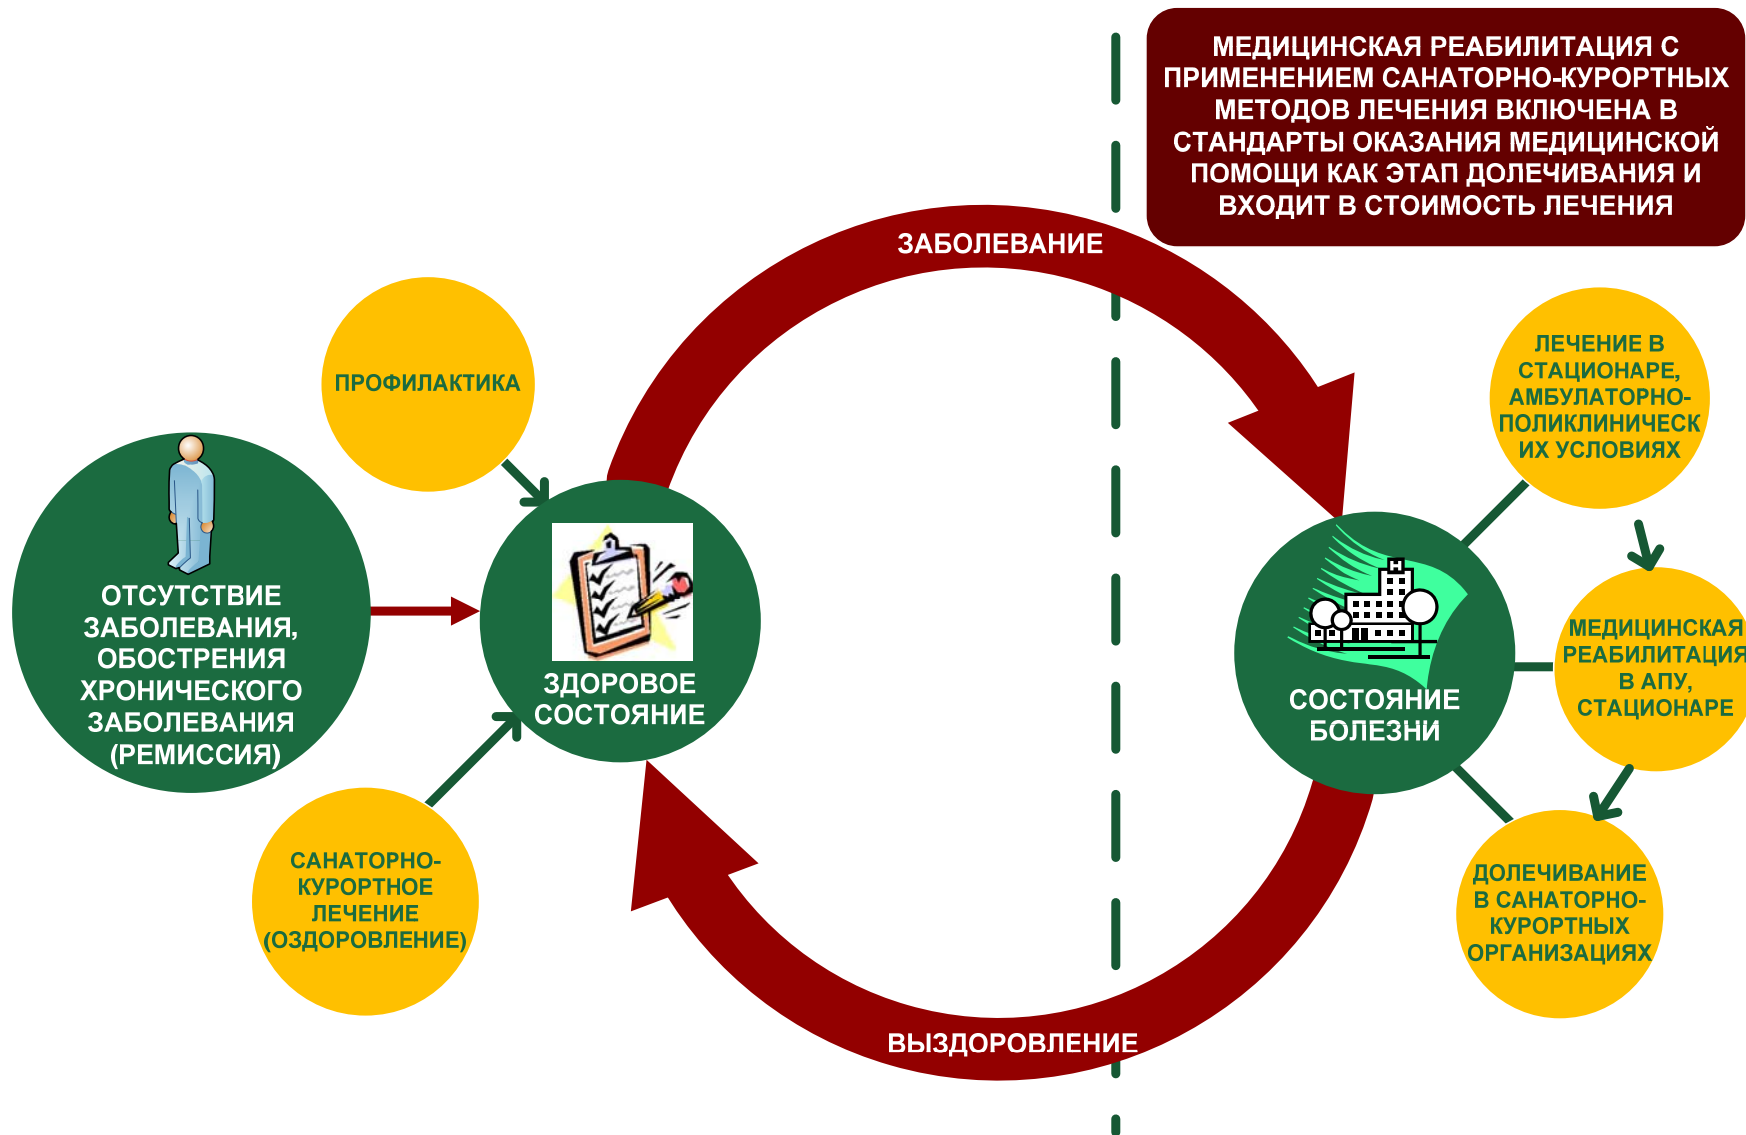 МЕДИЦИНСКАЯ РЕАБИЛИТАЦИЯ С
ПРИМЕНЕНИЕМ САНАТОРНО-КУРОРТНЫХ
МЕТОДОВ ЛЕЧЕНИЯ ВКЛЮЧЕНА В
СТАНДАРТЫ ОКАЗАНИЯ МЕДИЦИНСКОЙ
ПОМОЩИ КАК ЭТАП ДОЛЕЧИВАНИЯ И
ВХОДИТ В СТОИМОСТЬ ЛЕЧЕНИЯ
ЗАБОЛЕВАНИЕ
ПРОФИЛАКТИКА
ЛЕЧЕНИЕ В
СТАЦИОНАРЕ,
АМБУЛАТОРНО-
ПОЛИКЛИНИЧЕСК
ИХ УСЛОВИЯХ
ОТСУТСТВИЕ
ЗАБОЛЕВАНИЯ,
ОБОСТРЕНИЯ
ХРОНИЧЕСКОГО
ЗАБОЛЕВАНИЯ
(РЕМИССИЯ)
ЗДОРОВОЕ
СОСТОЯНИЕ
СОСТОЯНИЕ
БОЛЕЗНИ
МЕДИЦИНСКАЯ
РЕАБИЛИТАЦИЯ
В АПУ,
СТАЦИОНАРЕ
САНАТОРНО-
КУРОРТНОЕ
ЛЕЧЕНИЕ
(ОЗДОРОВЛЕНИЕ)
ДОЛЕЧИВАНИЕ
В САНАТОРНО-
КУРОРТНЫХ
ОРГАНИЗАЦИЯХ
ВЫЗДОРОВЛЕНИЕ